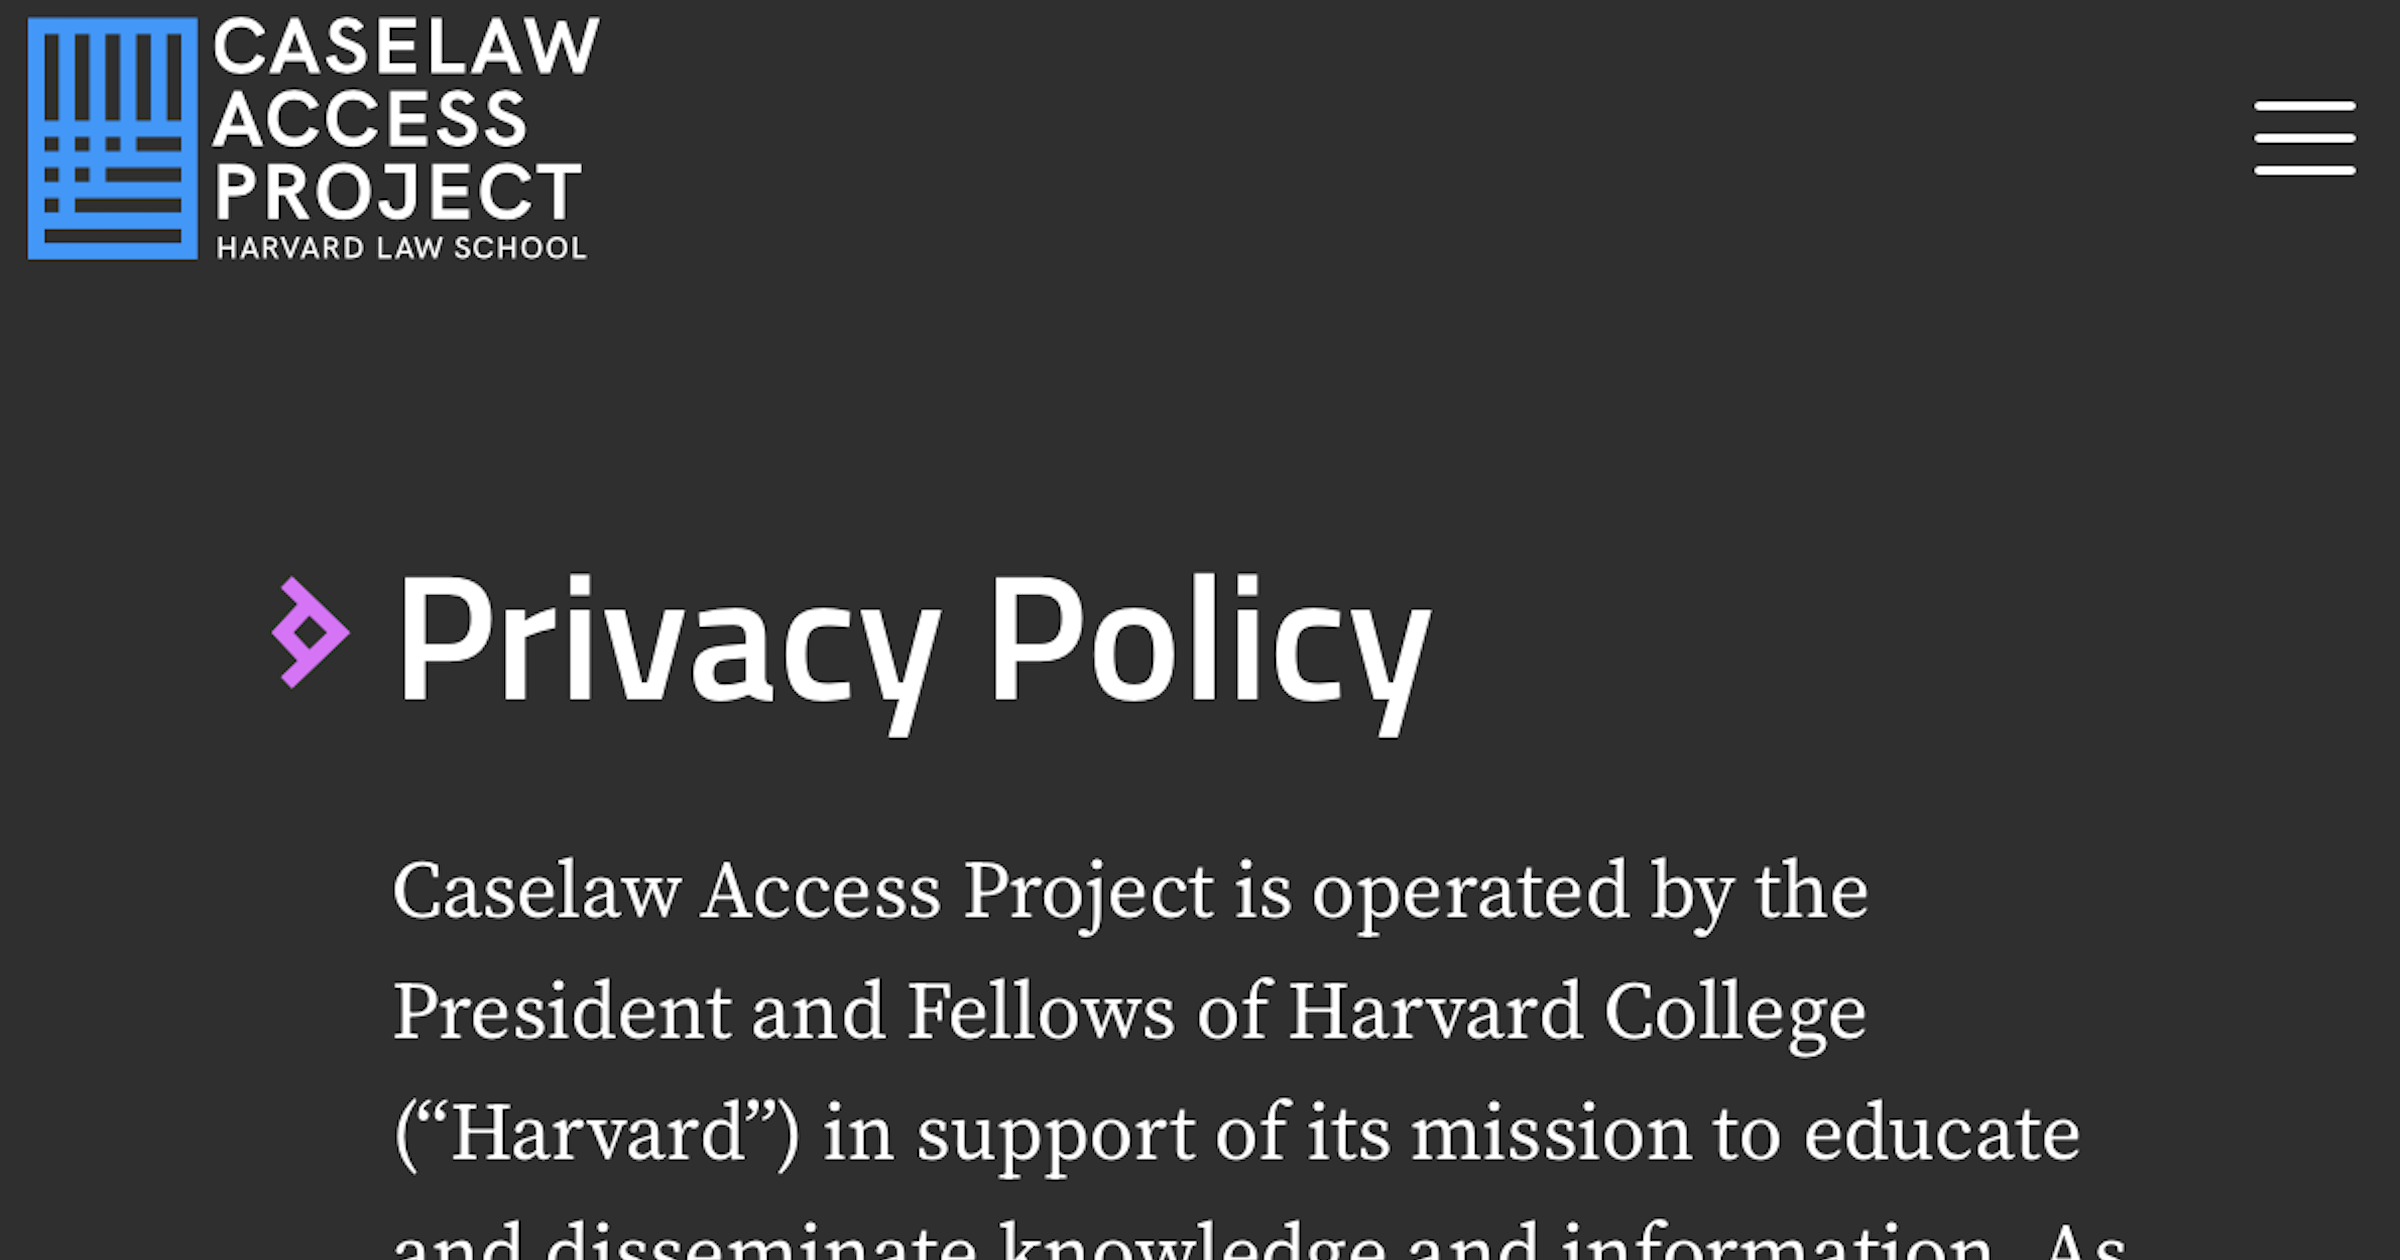 CASELAW
ACCESS
PROJECT
HARVARD LAW SCHOOL
Privacy Policy
Caselaw Access Project is operated by the
President and Fellows of Harvard College
(“Harvard”) in support of its mission to educate
and disseminate knowledge and information. As